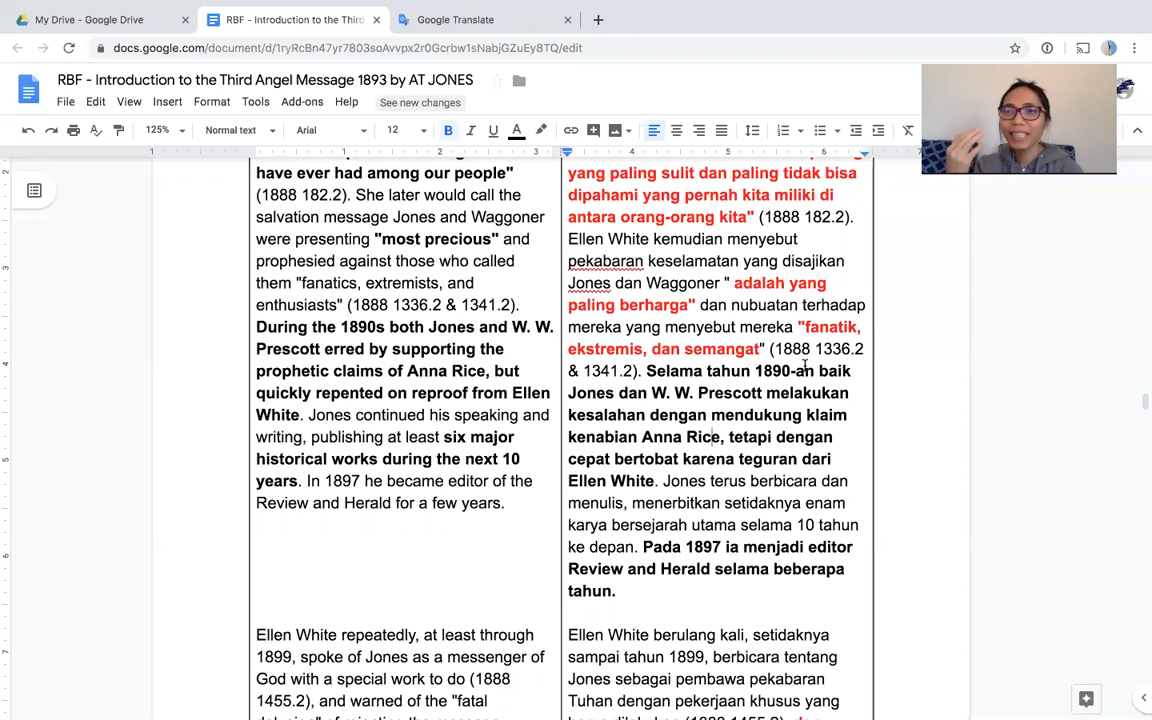 My Drive - Google Drive
RBF - Introduction to the Third
Google Translate
docs.google.com/document/d/1ryRcBn47yr7803soAvvpx2r0Gcrbw1sNabjGZuEy8TQ/edit
RBF - Introduction to the Third Angel Message 1893 by AT JONES
File Edit View Insert Format Tools Add-ons Help See new changes
125% Normal text Arial 12
have ever had among our people"
(1888 182.2). She later would call the
salvation message Jones and Waggoner
were presenting "most precious" and
prophesied against those who called
them "fanatics, extremists, and
enthusiasts" (1888 1336.2 & 1341.2).
During the 1890s both Jones and W. W.
Prescott erred by supporting the
prophetic claims of Anna Rice, but
quickly repented on reproof from Ellen
White. Jones continued his speaking and
writing, publishing at least six major
historical works during the next 10
years. In 1897 he became editor of the
Review and Herald for a few years.
Ellen White repeatedly, at least through
1899, spoke of Jones as a messenger of
God with a special work to do (1888
1455.2), and warned of the "fatal
yang paling sulit dan paling tidak bisa
dipahami yang pernah kita miliki di
antara orang-orang kita" (1888 182.2).
Ellen White kemudian menyebut
pekabaran keselamatan yang disajikan
Jones dan Waggoner " adalah yang
paling berharga" dan nubuatan terhadap
mereka yang menyebut mereka "fanatik,
ekstremis, dan semangat" (1888 1336.2
& 1341.2). Selama tahun 1890-an baik
Jones dan W. W. Prescott melakukan
kesalahan dengan mendukung klaim
kenabian Anna Rice, tetapi dengan
cepat bertobat karena teguran dari
Ellen White. Jones terus berbicara dan
menulis, menerbitkan setidaknya enam
karya bersejarah utama selama 10 tahun
ke depan. Pada 1897 ia menjadi editor
Review and Herald selama beberapa
tahun.
Ellen White berulang kali, setidaknya
sampai tahun 1899, berbicara tentang
Jones sebagai pembawa pekabaran
Tuhan dengan pekerjaan khusus yang